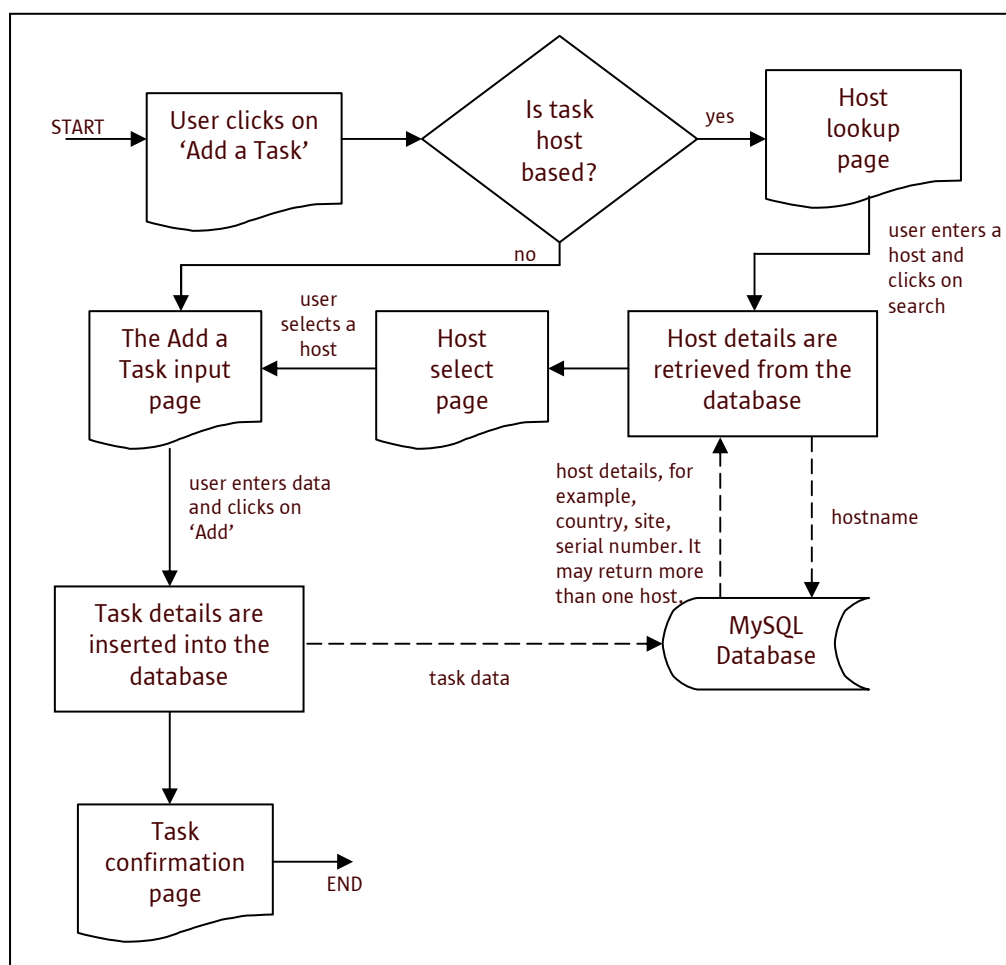 START
User clicks on
‘Add a Task’
Is task
host
based?
yes
Host
lookup
page
user enters a
host and
clicks on
search
no
The Add a
Task input
page
user
selects a
host
Host
select
page
Host details are
retrieved from the
database
user enters data
and clicks on
‘Add’
host details, for
example,
country, site,
serial number. It
may return more
than one host.
hostname
Task details are
inserted into the
database
task data
MySQL
Database
Task
confirmation
page
END